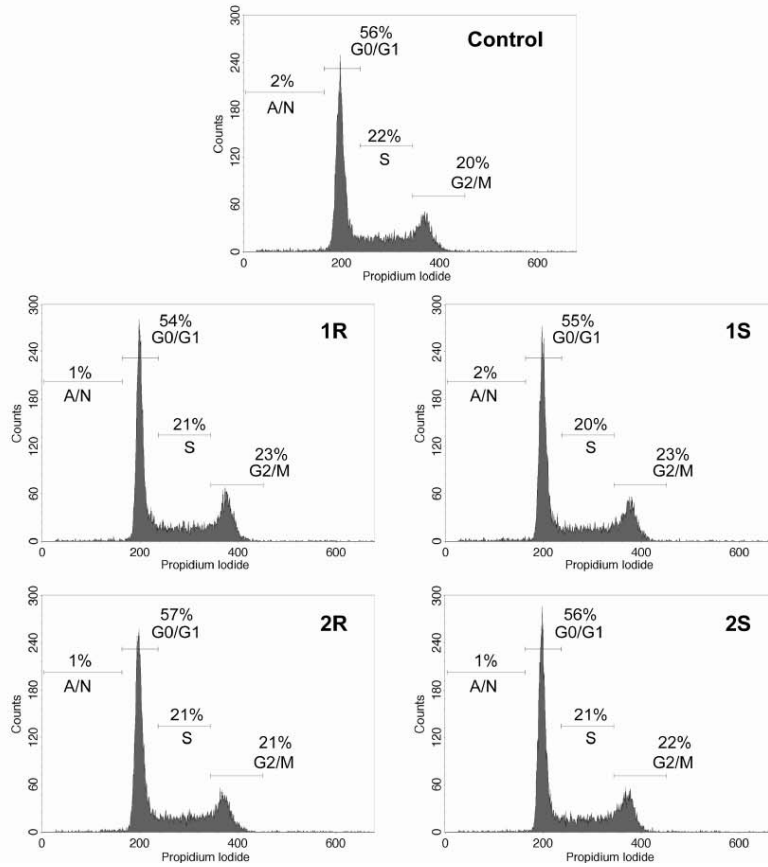 Control
56%
G0/G1
2%
A/N
22%
S
20%
G2/M
Counts
300
240
180
120
60
0
0 200 400 600
Propidium Iodide
1R
54%
G0/G1
1%
A/N
21%
S
23%
G2/M
Counts
300
240
180
120
60
0
0 200 400 600
Propidium Iodide
1S
55%
G0/G1
2%
A/N
20%
S
23%
G2/M
Counts
300
240
180
120
60
0
0 200 400 600
Propidium Iodide
2R
57%
G0/G1
1%
A/N
21%
S
21%
G2/M
Counts
300
240
180
120
60
0
0 200 400 600
Propidium Iodide
2S
56%
G0/G1
1%
A/N
21%
S
22%
G2/M
Counts
300
240
180
120
60
0
0 200 400 600
Propidium Iodide